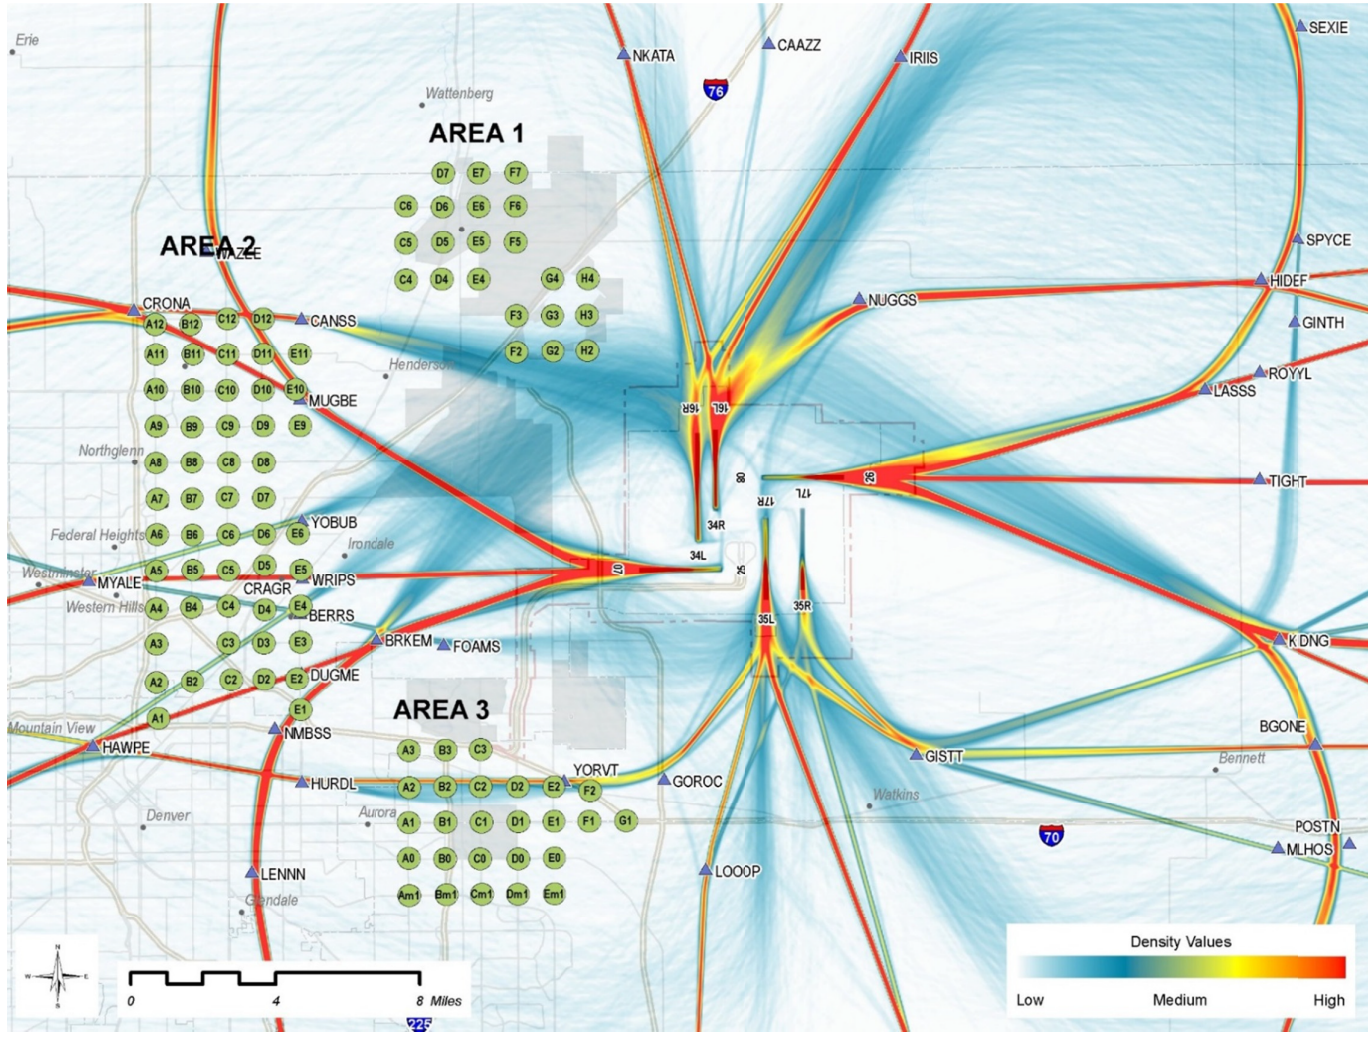 SEXIE
Erie
CAAZZ
NKATA
IRIIS
76
Wattenberg
AREA 1
D7 E7 F7
C6 D6 E6 F6
AREA 2
WAZEE
C5 D5 E5 F5
SPYCE
C4 D4 E4 G4 H4
HIDEF
CRONA
NUGGS
F3 G3 H3
A12 B12 C12 D12
CANSS
GINTH
A11 B11 C11 D11 E11
F2 G2 H2
Henderson
ROYYL
A10 B10 C10 D10 E10
MUGBE
LASSS
16R 16L
A9 B9 C9 D9 E9
Northglenn
A8 B8 C8 D8
08
26
TIGHT
A7 B7 C7 D7
17R 17L
YOBUB
34R
Federal Heights
A6 B6 C6 D6 E6
Irondale
34L
A5 B5 C5 D5 E5
07
25
Westminster
MYALE
CRAGR
WRIPS
Western Hills
A4 B4 C4 D4 E4
BERRS
35L
35R
A3 C3 D3 E3
BRKEM
FOAMS
KDNG
A2 B2 C2 D2 E2
DUGME
A1
E1
AREA 3
Mountain View
NMBSS
BGONE
HAWPE
A3 B3 C3
GISTT
Bennett
HURDL
YORVT
GOROC
A2 B2 C2 D2 E2 F2
Watkins
Denver
Aurora
A1 B1 C1 D1 E1 F1 G1
70
POSTN
MLHOS
A0 B0 C0 D0 E0
LENNN
LOOOP
Am1 Bm1 Cm1 Dm1 Em1
Glendale
N
W E
S
0 4 8 Miles
225
Density Values
Low Medium High